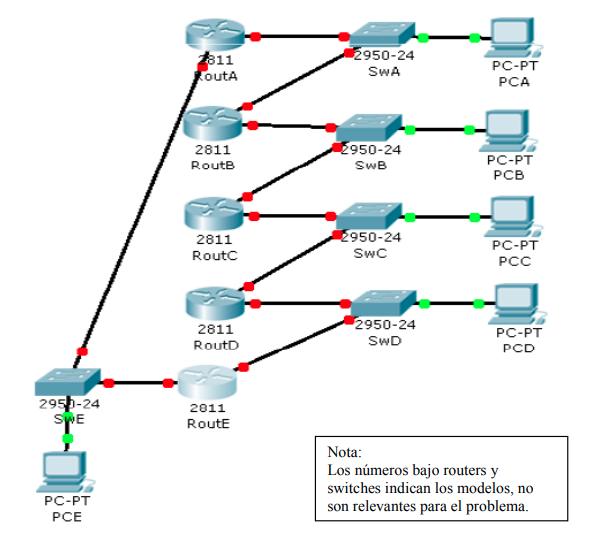 2811
RoutA
2950-24
SwA
PC-PT
PCA
2811
RoutB
2950-24
SwB
PC-PT
PCB
2811
RoutC
2950-24
SwC
PC-PT
PCC
2811
RoutD
2950-24
SwD
PC-PT
PCD
2950-24
SwE
2811
RoutE
PC-PT
PCE
Nota:
Los números bajo routers y
switches indican los modelos, no
son relevantes para el problema.